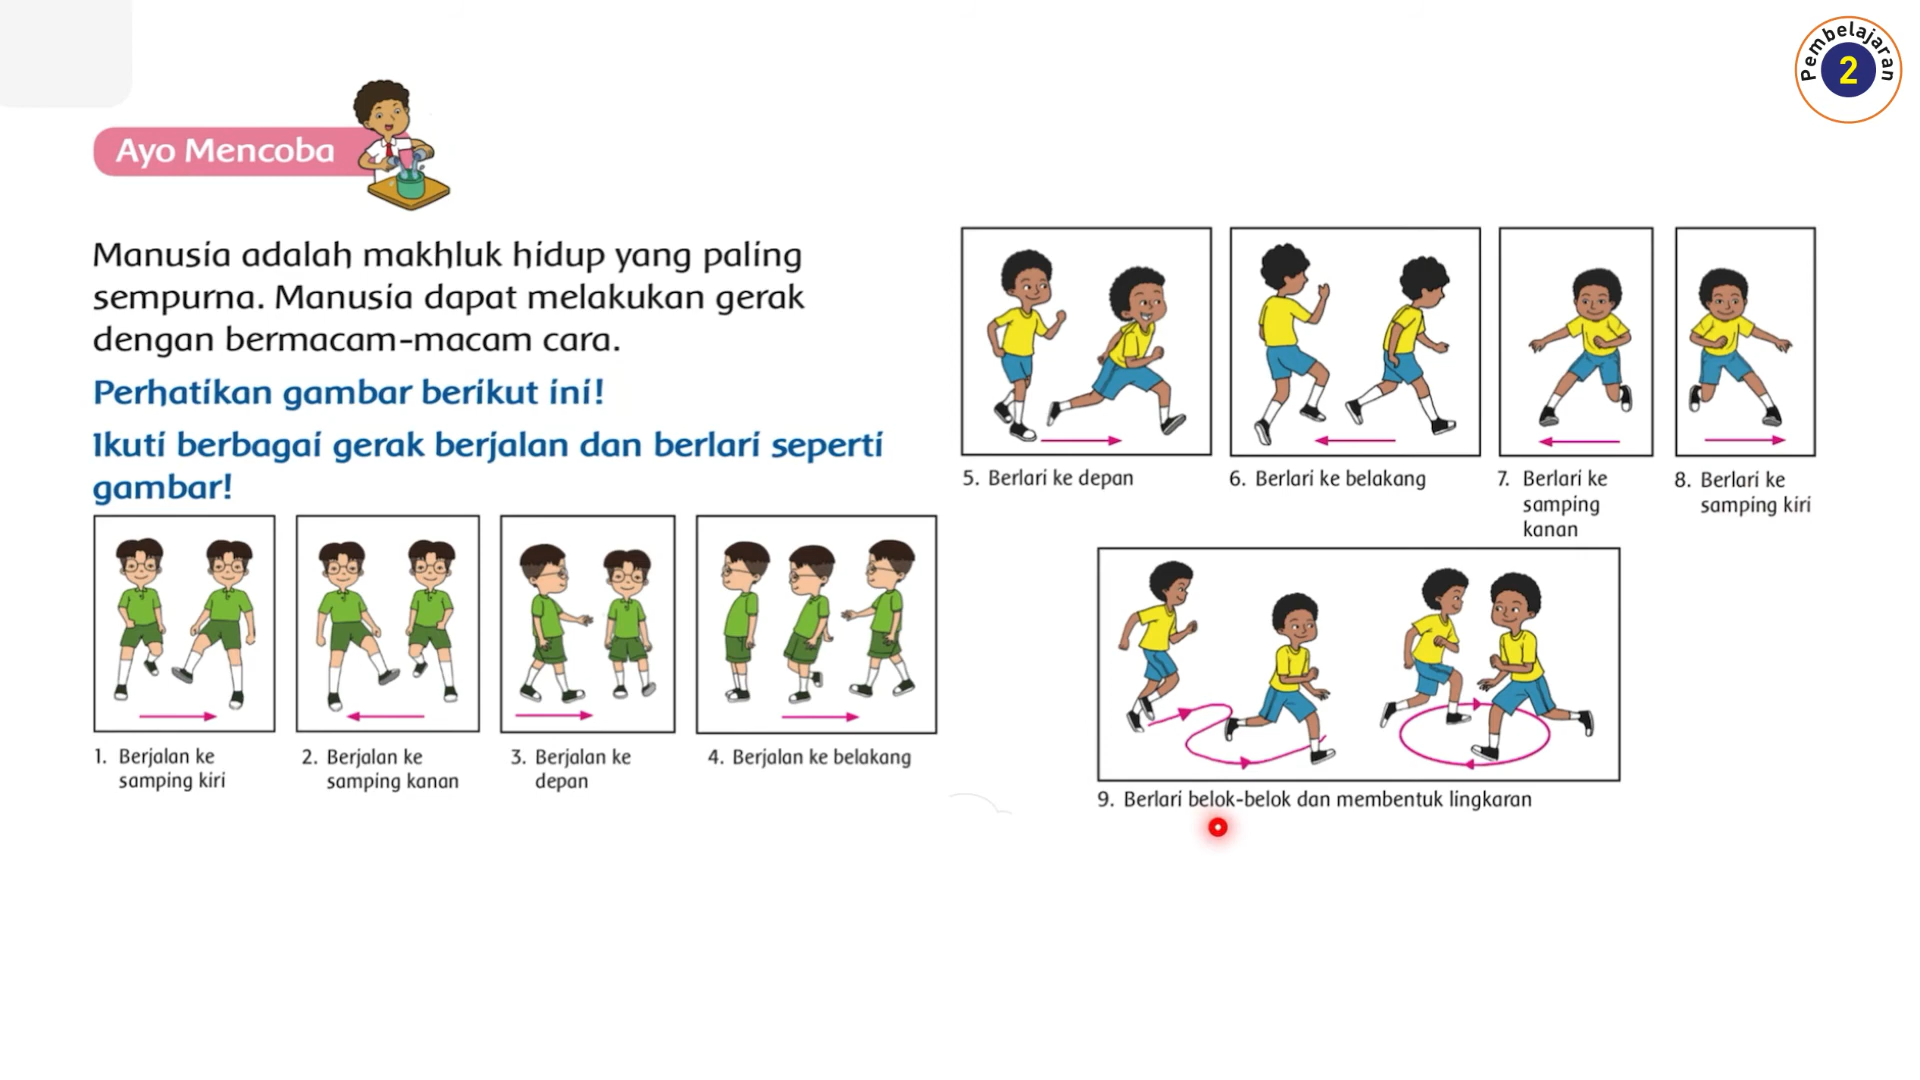 Pembelajaran
2
Ayo Mencoba
Manusia adalah makhluk hidup yang paling
sempurna. Manusia dapat melakukan gerak
dengan bermacam-macam cara.
Perhatikan gambar berikut ini!
Ikuti berbagai gerak berjalan dan berlari seperti
gambar!
1. Berjalan ke
samping kiri
2. Berjalan ke
samping kanan
3. Berjalan ke
depan
4. Berjalan ke belakang
5. Berlari ke depan
6. Berlari ke belakang
7. Berlari ke
samping
kanan
8. Berlari ke
samping kiri
9. Berlari belok-belok dan membentuk lingkaran